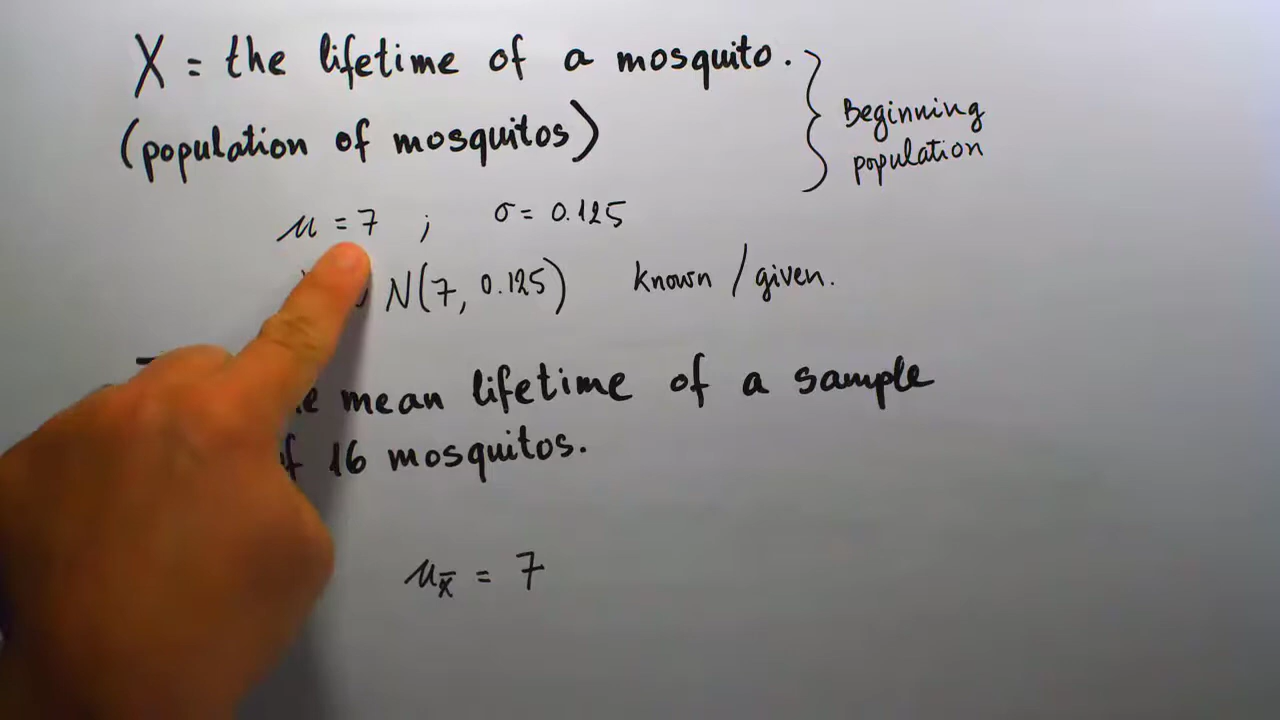 X = the lifetime of a mosquito.
(population of mosquitos)
} Beginning
population
μ = 7 ; σ = 0.125
N(7, 0.125) known / given.
mean lifetime of a sample
16 mosquitos.
μx̄ = 7